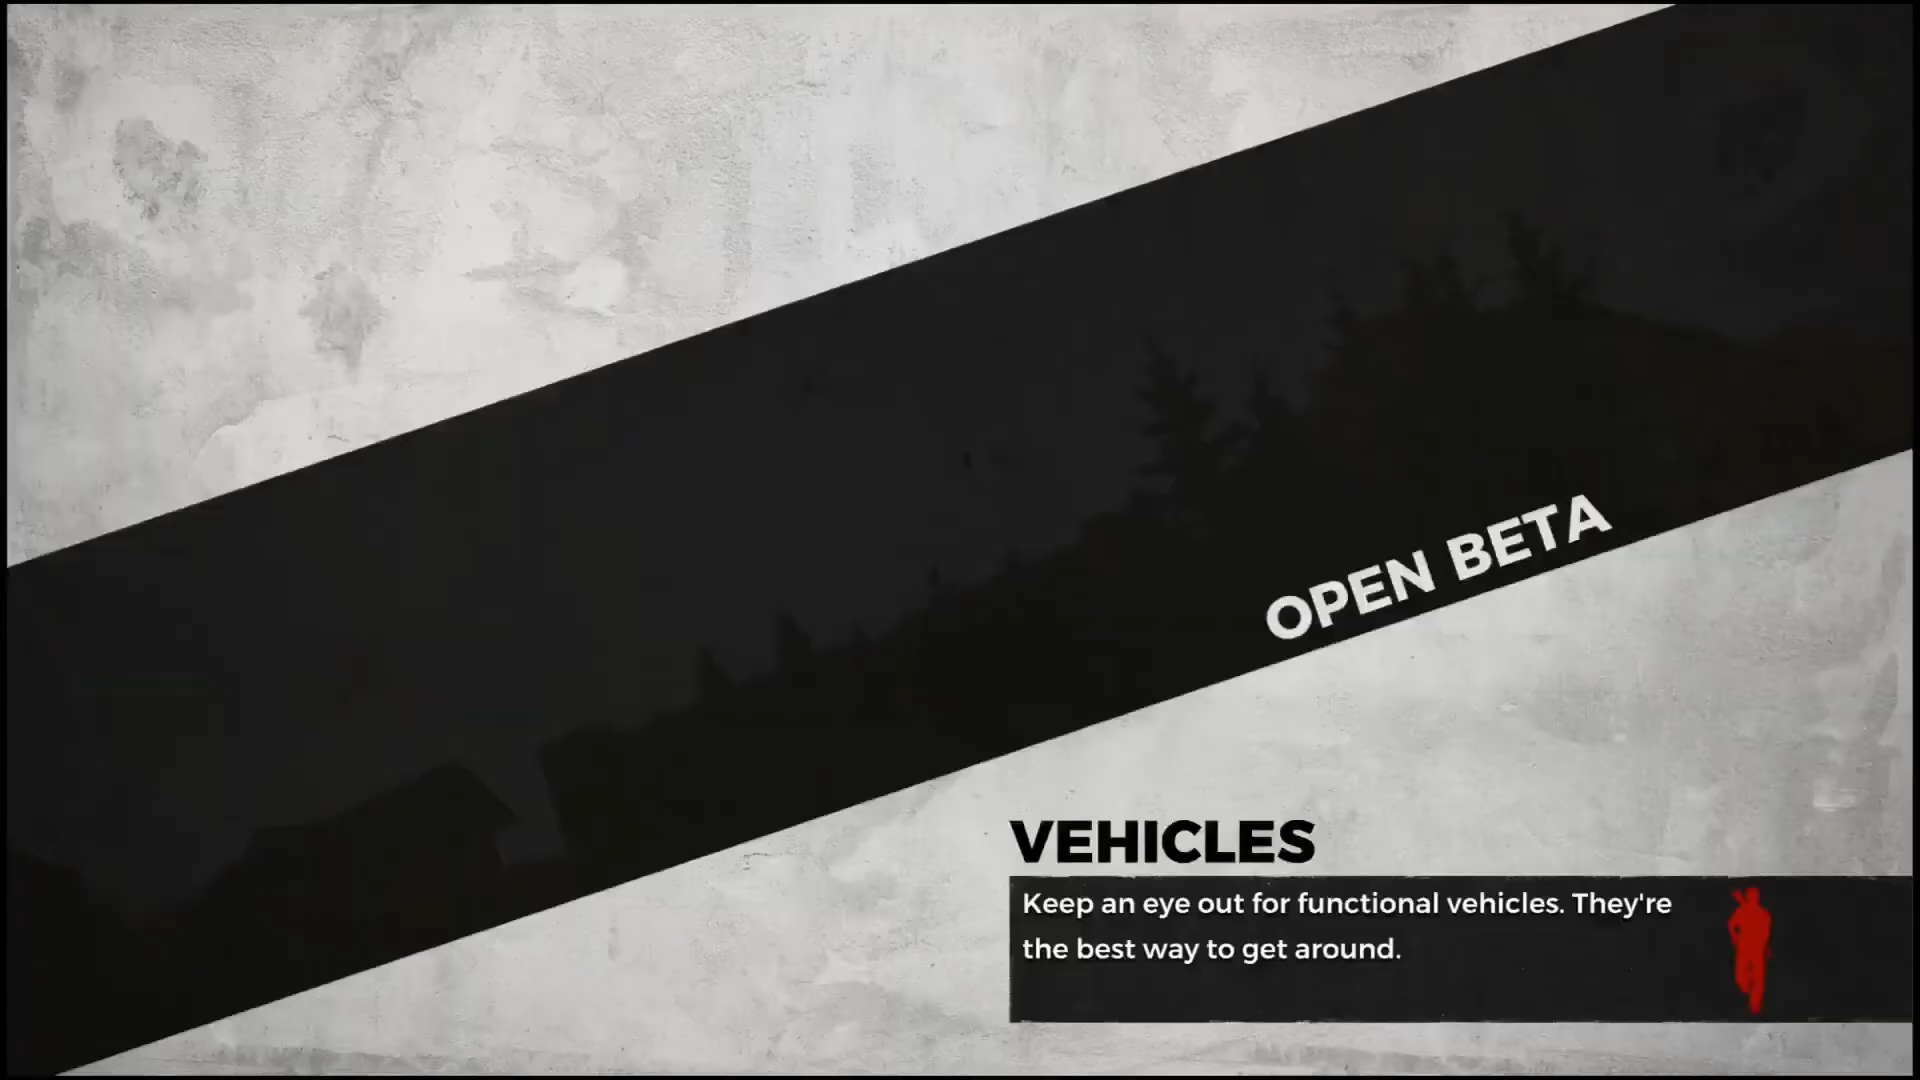 OPEN BETA
VEHICLES
Keep an eye out for functional vehicles. They're
the best way to get around.